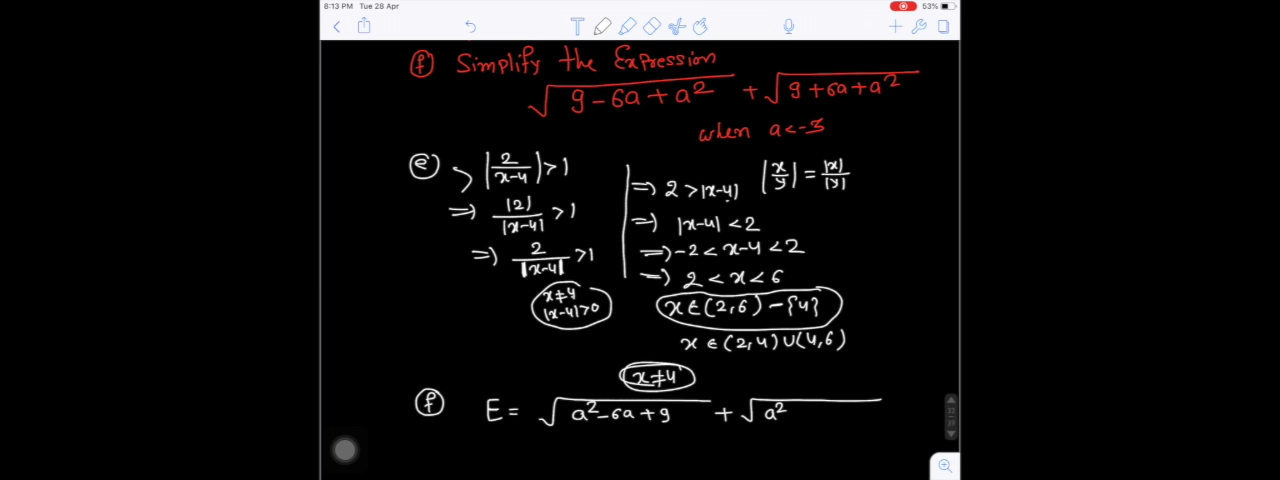 8:13 PM Tue 28 Apr
53%
T
(f) Simplify the Expression
√(9 - 6a + a²) + √(9 + 6a + a²)
when a < -3
(e) |2/(x-4)| > 1
⇒ |2|/|x-4| > 1
⇒ 2/|x-4| > 1
x ≠ 4
|x-4| > 0
⇒ 2 > |x-4| |x/y| = |x|/|y|
⇒ |x-4| < 2
⇒ -2 < x-4 < 2
⇒ 2 < x < 6
x ∈ (2,6) - {4}
x ∈ (2,4) ∪ (4,6)
x ≠ 4
(f) E = √(a² - 6a + 9) + √(a²